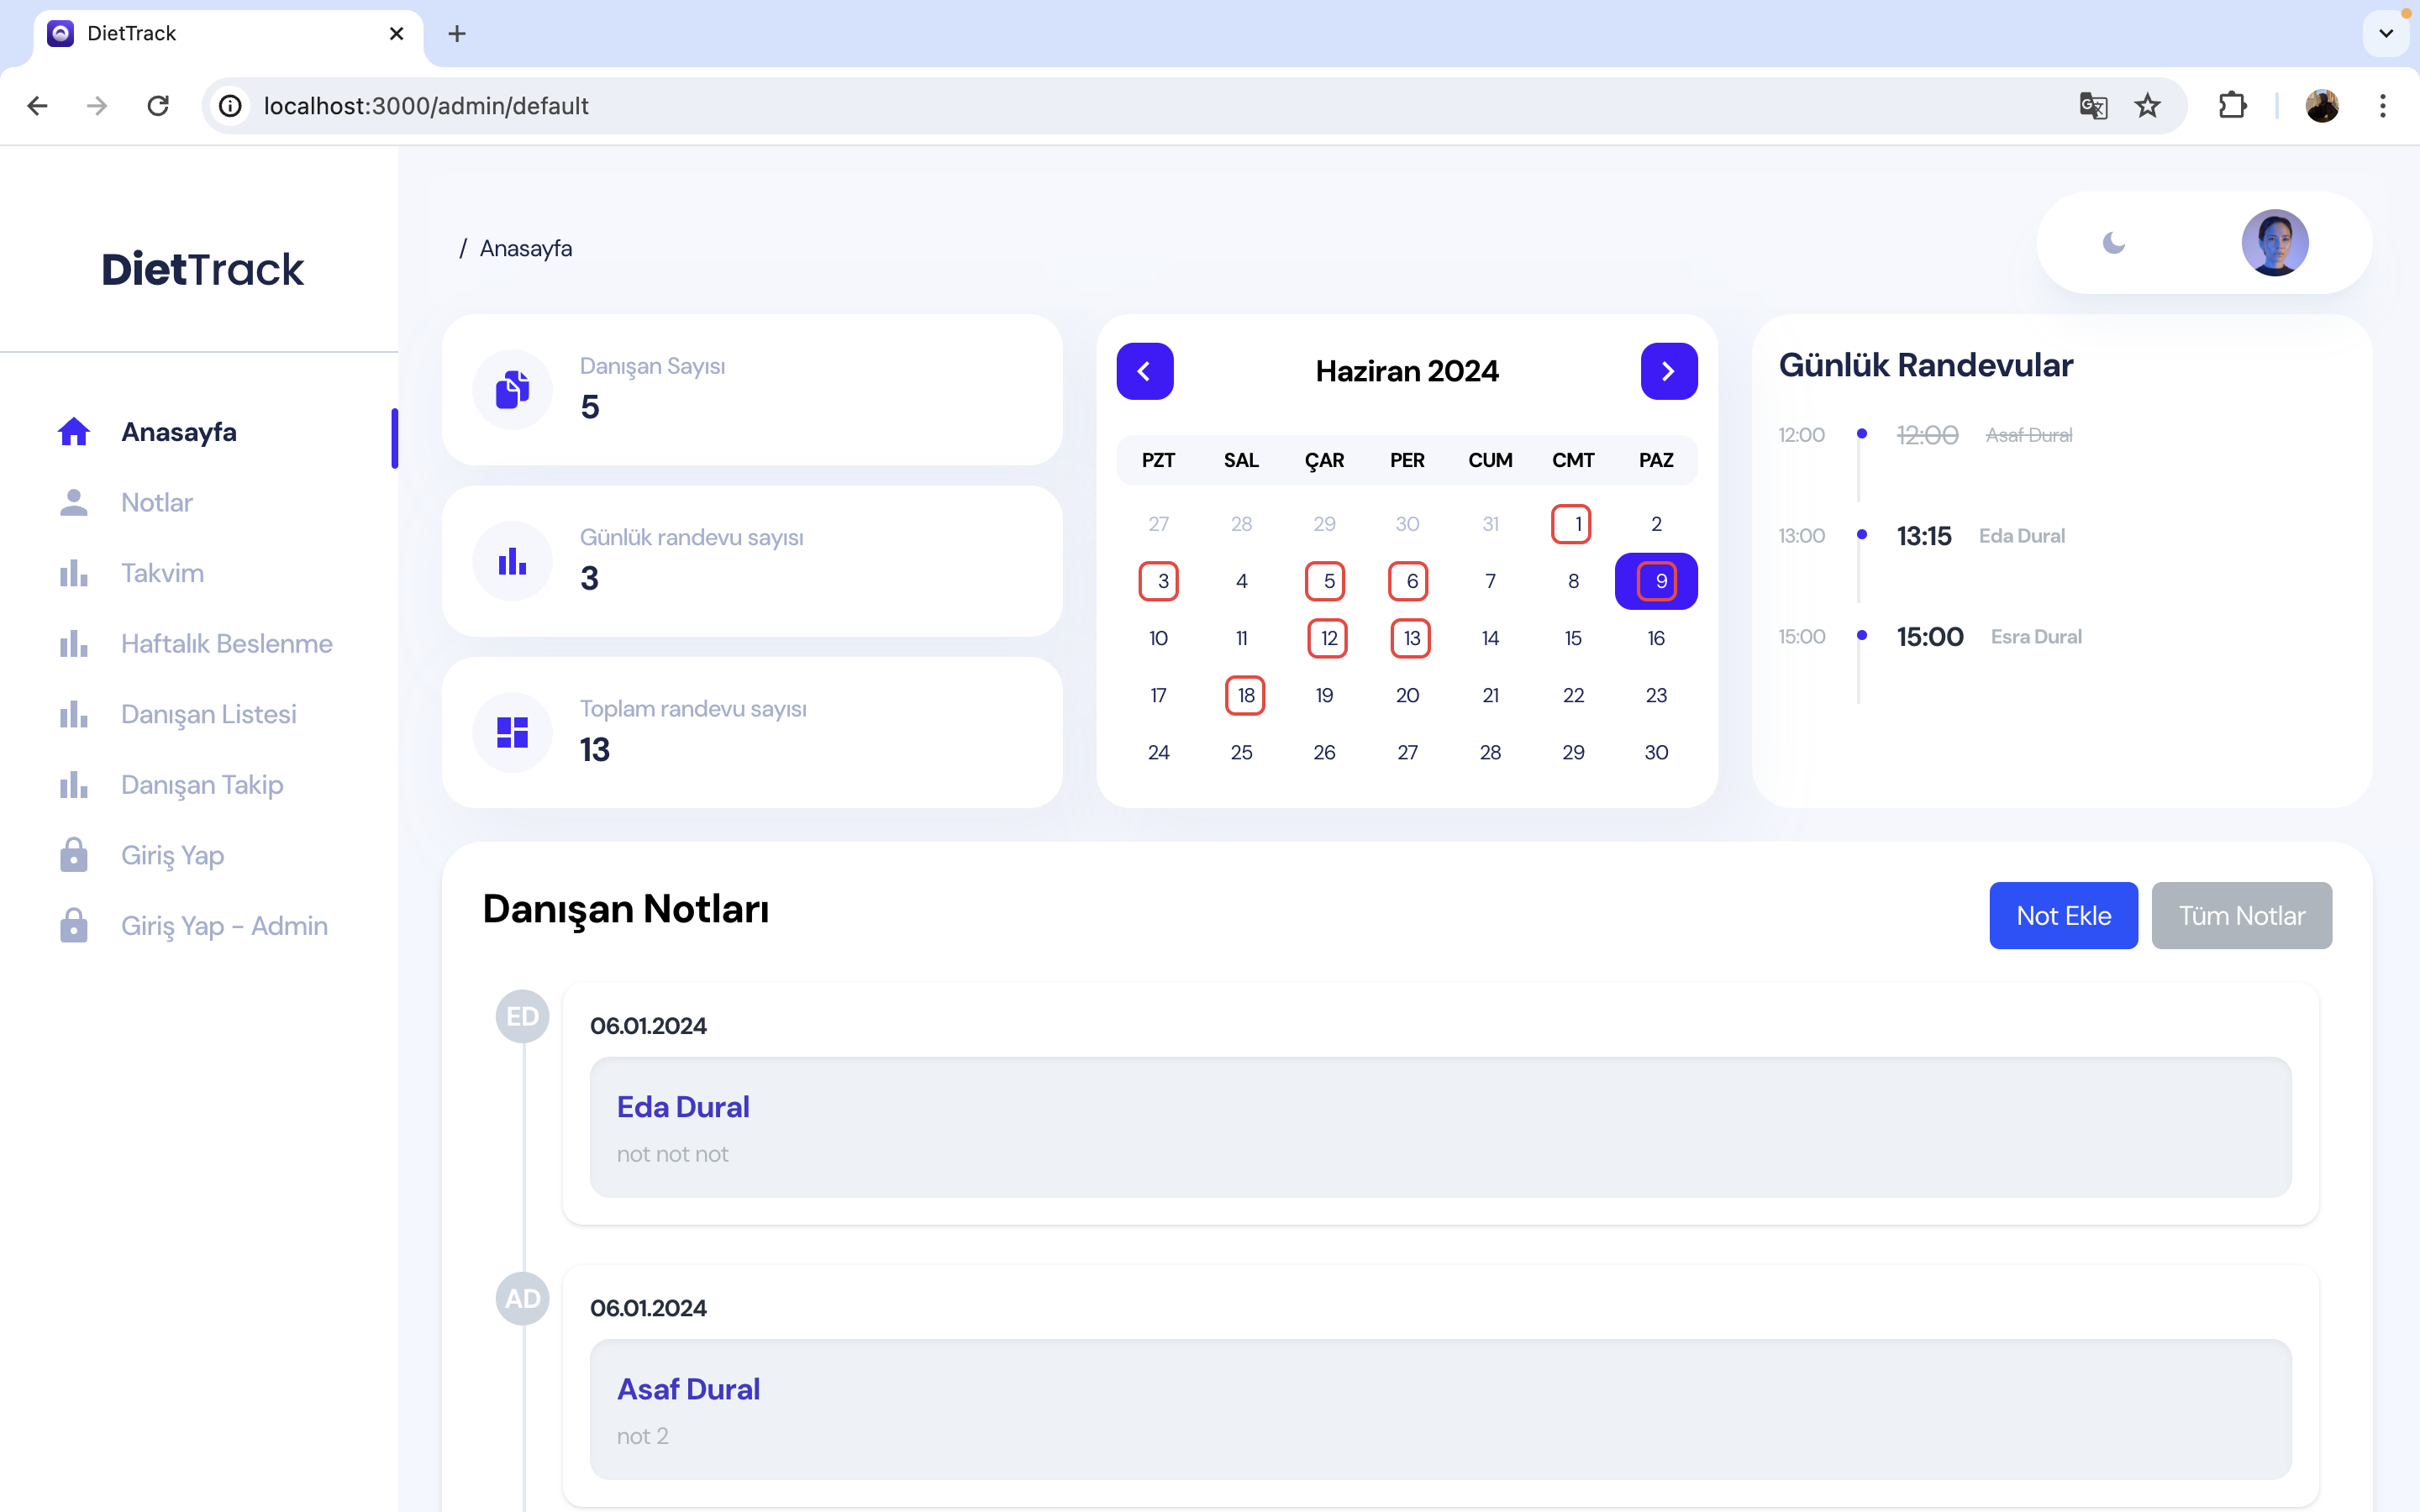 DietTrack
localhost:3000/admin/default
DietTrack
Anasayfa
Notlar
Takvim
Haftalık Beslenme
Danışan Listesi
Danışan Takip
Giriş Yap
Giriş Yap - Admin
/ Anasayfa
Danışan Sayısı
5
Günlük randevu sayısı
3
Toplam randevu sayısı
13
Haziran 2024
PZT SAL ÇAR PER CUM CMT PAZ
27 28 29 30 31 1 2
3 4 5 6 7 8 9
10 11 12 13 14 15 16
17 18 19 20 21 22 23
24 25 26 27 28 29 30
Günlük Randevular
12:00 12:00 Asaf Dural
13:00 13:15 Eda Dural
15:00 15:00 Esra Dural
Danışan Notları
Not Ekle Tüm Notlar
ED
06.01.2024
Eda Dural
not not not
AD
06.01.2024
Asaf Dural
not 2